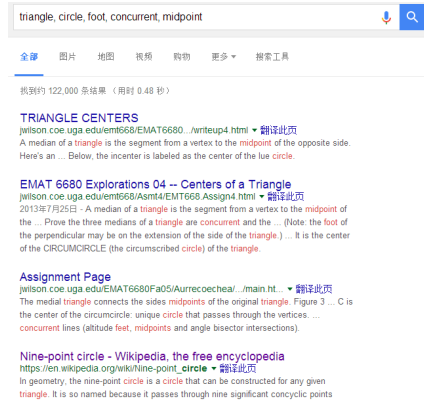 triangle, circle, foot, concurrent, midpoint
全部 图片 地图 视频 购物 更多 搜索工具
找到约 122,000 条结果 （用时 0.48 秒）
TRIANGLE CENTERS
jwilson.coe.uga.edu/emt668/EMAT6680.../writeup4.html 翻译此页
A median of a triangle is the segment from a vertex to the midpoint of the opposite side.
Here's an ... Below, the incenter is labeled as the center of the lue circle.
EMAT 6680 Explorations 04 -- Centers of a Triangle
jwilson.coe.uga.edu/emt668/Asmt4/EMT668.Assign4.html 翻译此页
2013年7月25日 - A median of a triangle is the segment from a vertex to the midpoint of
the ... Prove the three medians of a triangle are concurrent and the ... (Note: the foot of
the perpendicular may be on the extension of the side of the triangle.) ... It is the center
of the CIRCUMCIRCLE (the circumscribed circle) of the triangle.
Assignment Page
jwilson.coe.uga.edu/EMAT6680Fa05/Aurrecoechea/.../main.ht... 翻译此页
The medial triangle connects the sides midpoints of the original triangle. Figure 3 ... C is
the center of the circumcircle: unique circle that passes through the vertices. ...
concurrent lines (altitude feet, midpoints and angle bisector intersections).
Nine-point circle - Wikipedia, the free encyclopedia
https://en.wikipedia.org/wiki/Nine-point_circle 翻译此页
In geometry, the nine-point circle is a circle that can be constructed for any given
triangle. It is so named because it passes through nine significant concyclic points